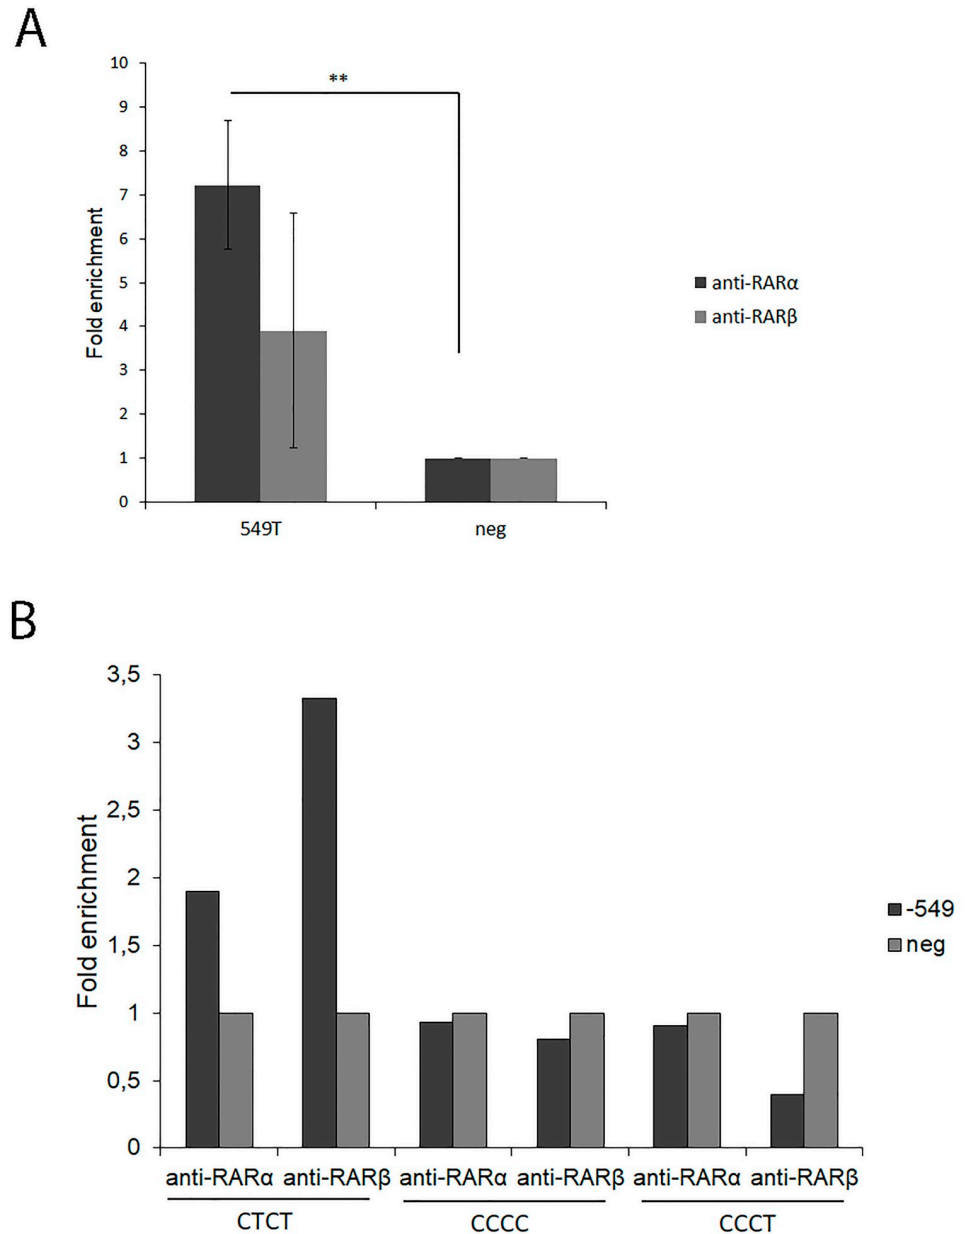 A
10
**
9
8
7
6
5
4
3
2
1
0
Fold enrichment
anti-RARα
anti-RARβ
549T neg
B
3,5
3
2,5
2
1,5
1
0,5
0
Fold enrichment
-549
neg
anti-RARα anti-RARβ anti-RARα anti-RARβ anti-RARα anti-RARβ
CTCT CCCC CCCT